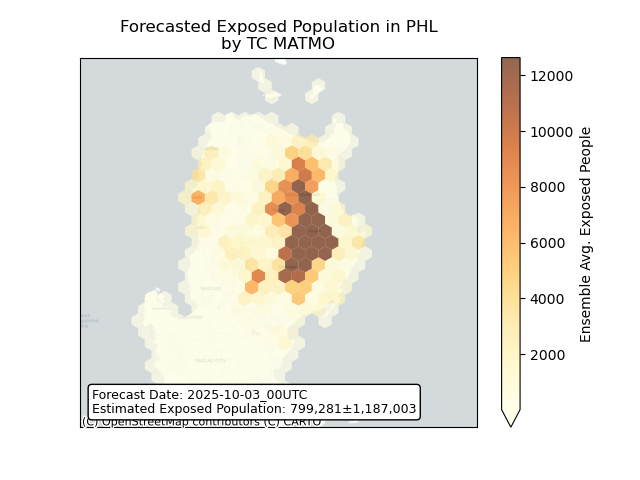 Forecasted Exposed Population in PHL
by TC MATMO
12000
10000
8000
6000
4000
2000
Ensemble Avg. Exposed People
Forecast Date: 2025-10-03_00UTC
Estimated Exposed Population: 799,281±1,187,003
(C) OpenStreetMap contributors (C) CARTO